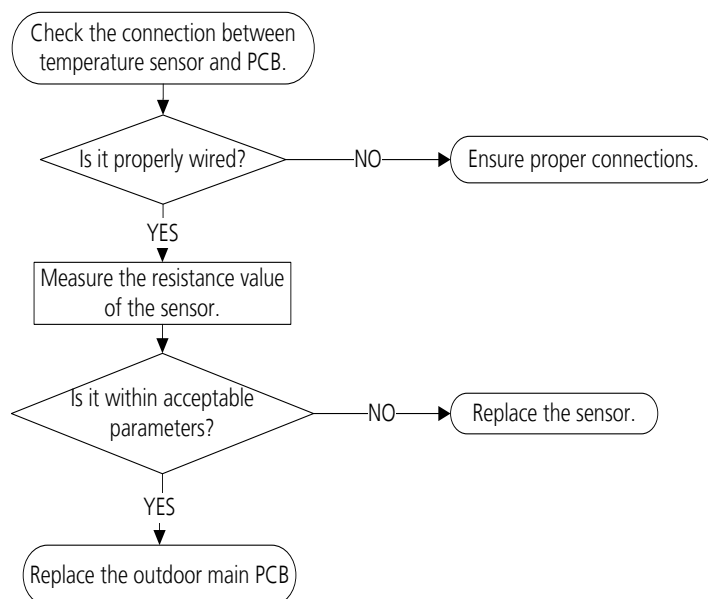 Check the connection between
temperature sensor and PCB.
Is it properly wired?
NO
Ensure proper connections.
YES
Measure the resistance value
of the sensor.
Is it within acceptable
parameters?
NO
Replace the sensor.
YES
Replace the outdoor main PCB